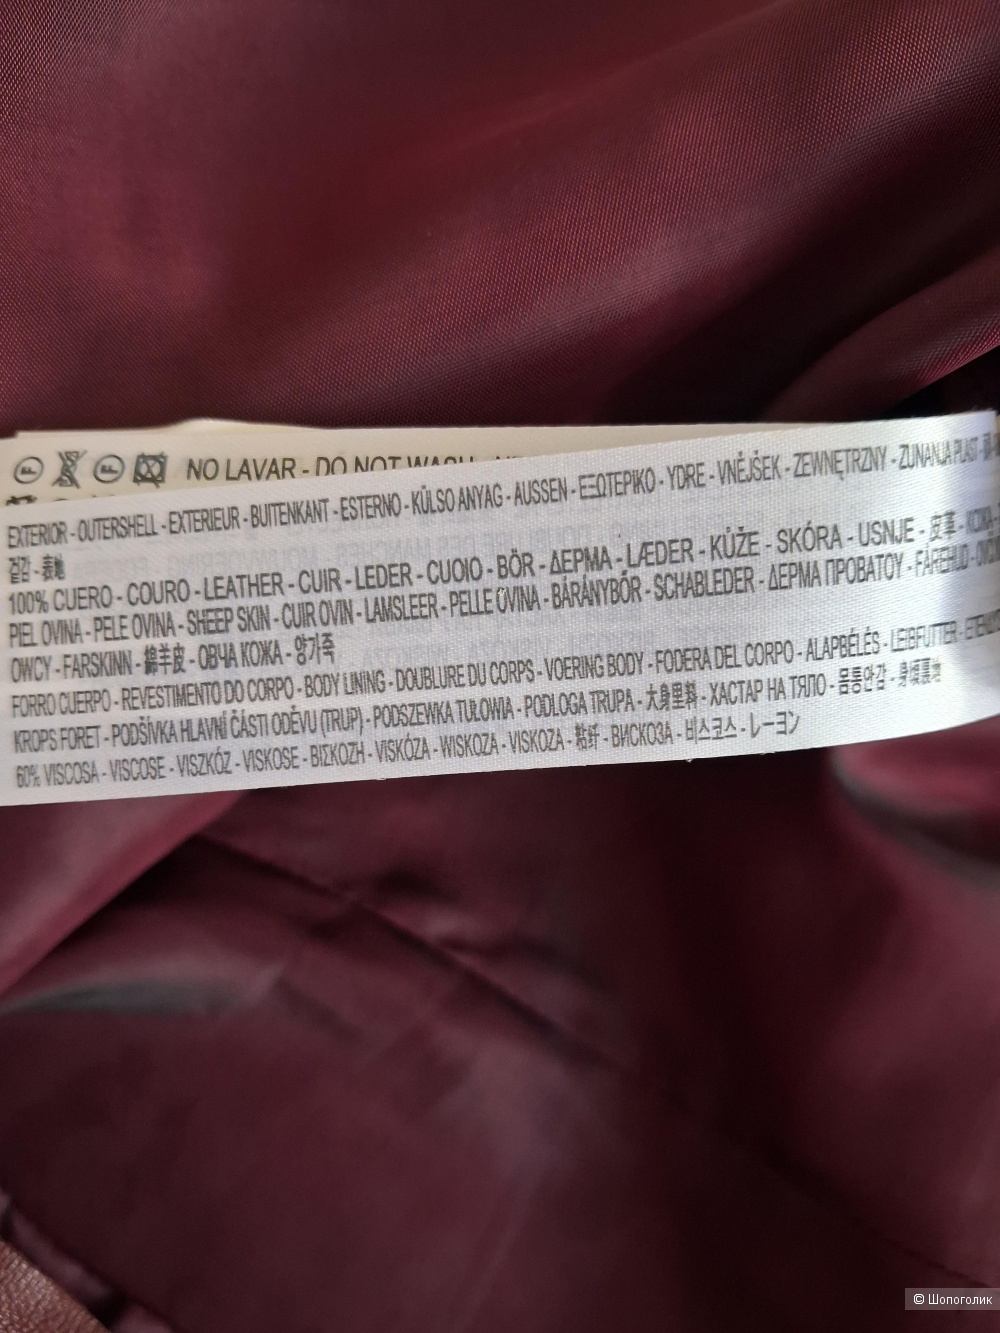 NO LAVAR - DO NOT WASH
EXTERIOR - OUTERSHELL - EXTERIEUR - BUITENKANT - ESTERNO - KÜLSO ANYAG - AUSSEN - ΕΞΩΤΕΡΙΚΟ - YDRE - VNĚJŠEK - ZEWNĘTRZNY - ZUNANJA PLAST -
겉감 - 表地
100% CUERO - COURO - LEATHER - CUIR - LEDER - CUOIO - BÖR - ΔΕΡΜΑ - LÆDER - KŮŽE - SKÓRA - USNJE - 皮革 - КОЖА -
PIEL OVINA - PELE OVINA - SHEEP SKIN - CUIR OVIN - LAMSLEER - PELLE OVINA - BÁRÁNYBŐR - SCHABLEDER - ΔΕΡΜΑ ΠΡΟΒΑΤΟΥ - FÅREHUD -
OWCY - FARSKINN - 綿羊皮 - ОВЧА КОЖА - 양가죽
FORRO CUERPO - REVESTIMENTO DO CORPO - BODY LINING - DOUBLURE DU CORPS - VOERING BODY - FODERA DEL CORPO - ALAPBÉLÉS - LEIBFUTTER -
KROPS FORET - PODŠÍVKA HLAVNÍ ČÁSTI ODĚVU (TRUP) - PODSZEWKA TUŁOWIA - PODLOGA TRUPA - 大身里料 - ХАСТАР НА ТЯЛО - 몸통안감 - 身頃裏地
60% VISCOSA - VISCOSE - VISZKÓZ - VISKOSE - ΒΙΣΚΟΖΗ - VISKÓZA - WISKOZA - VISKOZA - 粘纤 - ВИСКОЗА - 비스코스 - レーヨン
© Шопоголик